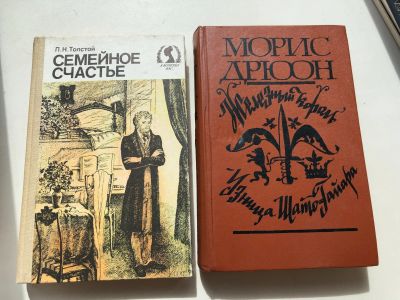 Л.Н.Толстой
СЕМЕЙНОЕ
СЧАСТЬЕ
МОРИС
ДРЮОН
Железный король
Узница Шато-Гайара